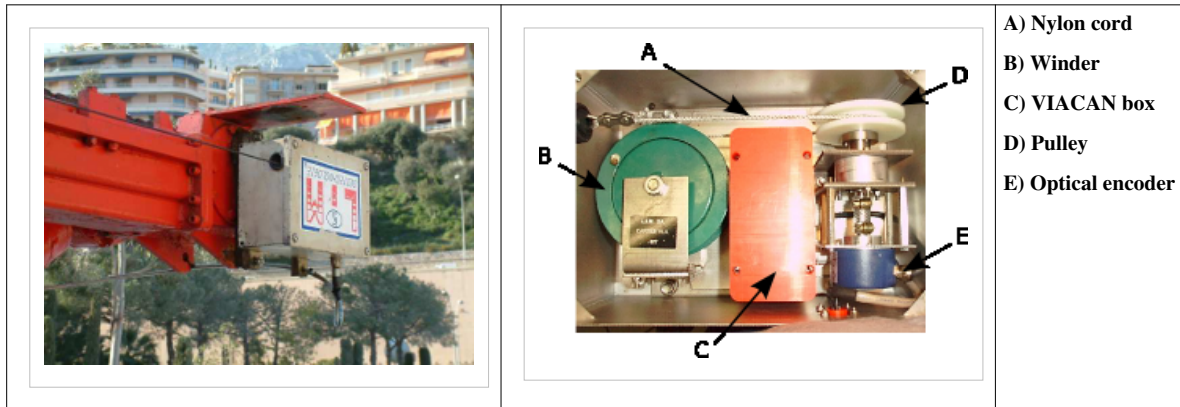 A
B
C
D
E
A) Nylon cord
B) Winder
C) VIACAN box
D) Pulley
E) Optical encoder